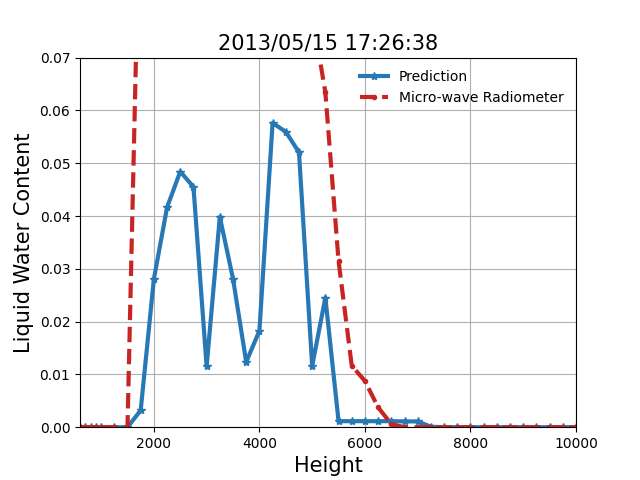 2013/05/15 17:26:38
0.07
0.06
0.05
0.04
0.03
0.02
0.01
0.00
Liquid Water Content
Prediction
Micro-wave Radiometer
2000 4000 6000 8000 10000
Height